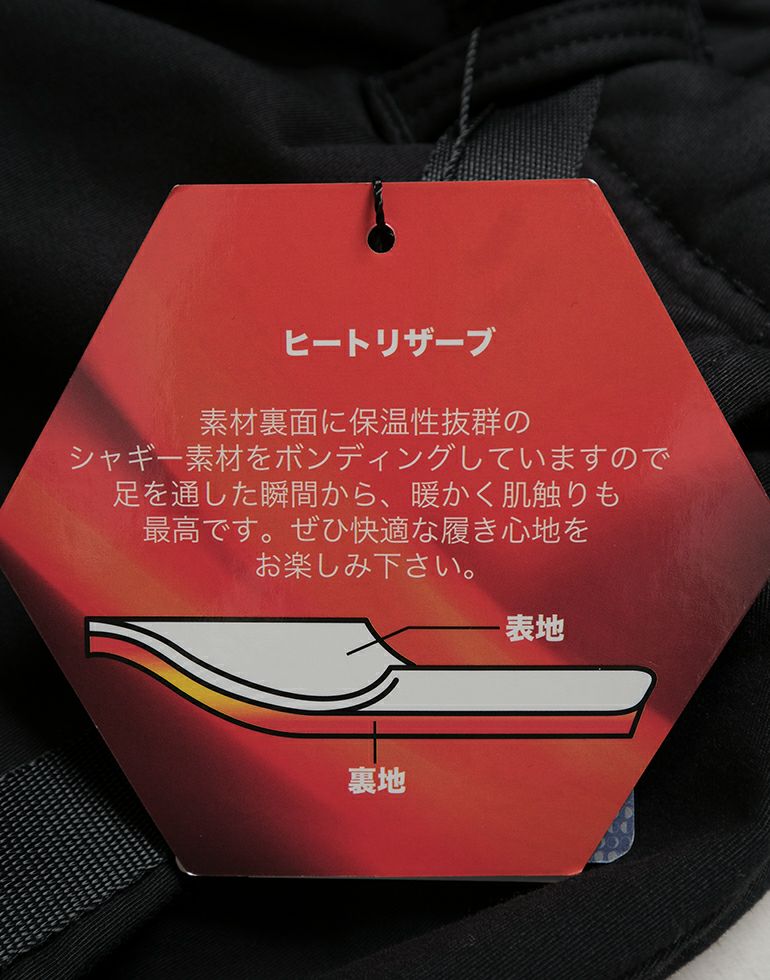 ヒートリザーブ
素材裏面に保温性抜群の
シャギー素材をボンディングしていますので
足を通した瞬間から、暖かく肌触りも
最高です。ぜひ快適な履き心地を
お楽しみ下さい。
表地
裏地